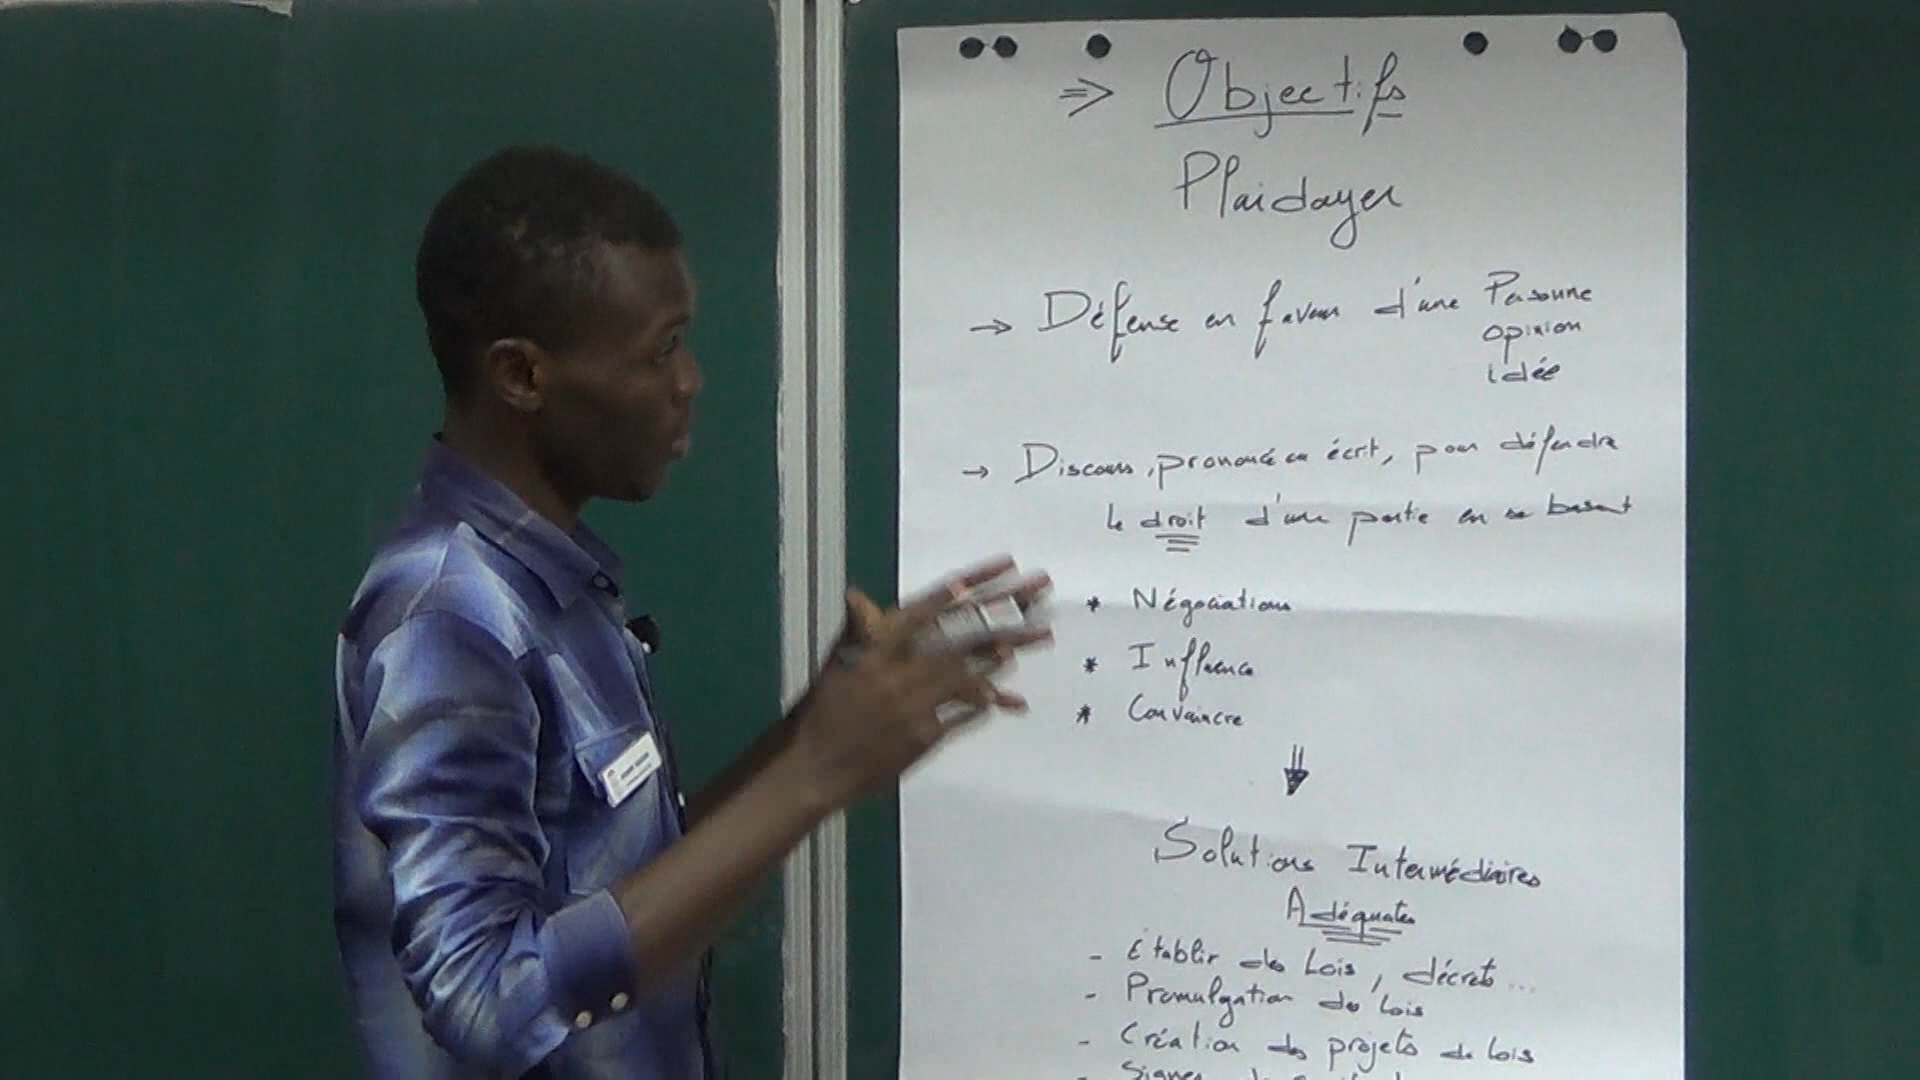 ⇒ Objectifs
Plaidoyer
→ Défense en faveur d'une Personne
opinion
idée
→ Discours, prononcé ou écrit, pour défendre
le droit d'une partie en se basant
* Négociations
* Influence
* Convaincre
⇓
Solutions Intermédiaires
Adéquates
- Etablir des Lois, décrets...
- Promulgation des lois
- Création des projets de lois